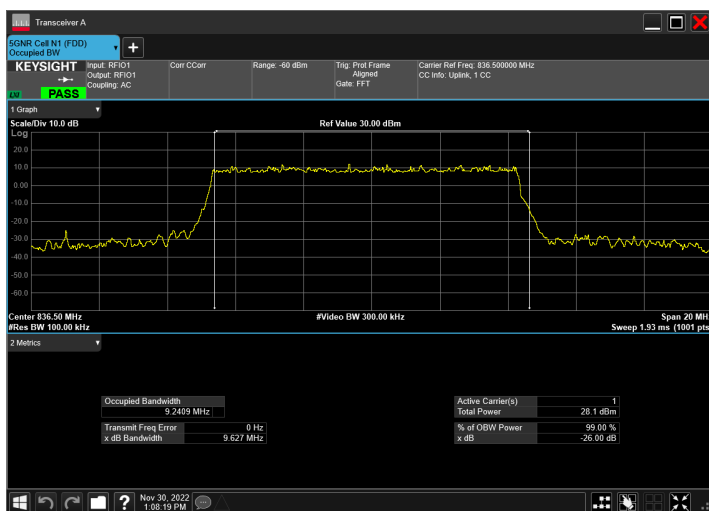 Transceiver A
5GNR Cell N1 (FDD)
Occupied BW
KEYSIGHT
Input: RFIO1
Output: RFIO1
Coupling: AC
Corr CCorr
Range: -60 dBm
Trig: Prot Frame
Aligned
Gate: FFT
Carrier Ref Freq: 836.500000 MHz
CC Info: Uplink, 1 CC
PASS
1 Graph
Scale/Div 10.0 dB
Ref Value 30.00 dBm
Log
20.0
10.0
0.00
-10.0
-20.0
-30.0
-40.0
-50.0
-60.0
Center 836.50 MHz
#Video BW 300.00 kHz
Span 20 MH
#Res BW 100.00 kHz
Sweep 1.93 ms (1001 pts
2 Metrics
Occupied Bandwidth
9.2409 MHz
Transmit Freq Error 0 Hz
x dB Bandwidth 9.627 MHz
Active Carrier(s) 1
Total Power 28.1 dBm
% of OBW Power 99.00 %
x dB -26.00 dB
Nov 30, 2022
1:08:19 PM